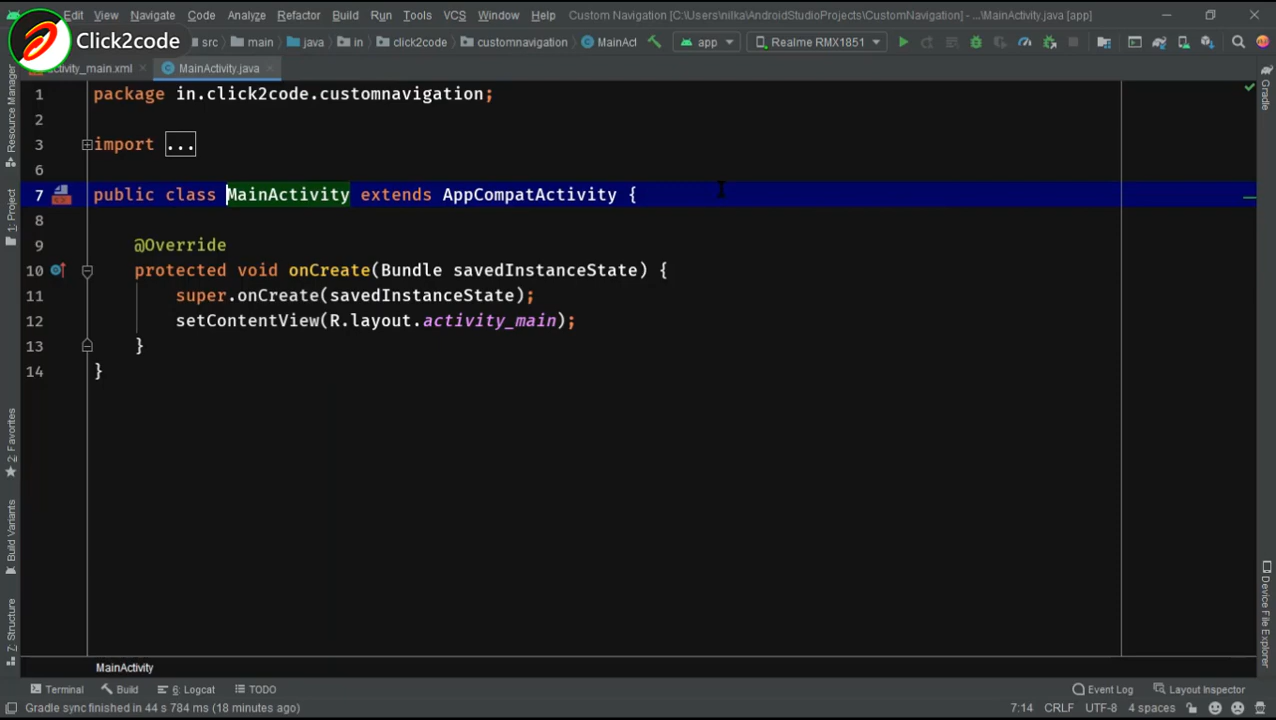 Edit View Navigate Code Analyze Refactor Build Run Tools VCS Window Help Custom Navigation [C:\Users\nilka\AndroidStudioProjects\CustomNavigation] - ...\MainActivity.java [app]
Click2code
src main java in click2code customnavigation MainAct app Realme RMX1851
activity_main.xml MainActivity.java
Resource Manager
1: Project
2: Favorites
Build Variants
7: Structure
1 package in.click2code.customnavigation;
2
3 import ...
6
7 public class MainActivity extends AppCompatActivity {
8
9 @Override
10 protected void onCreate(Bundle savedInstanceState) {
11 super.onCreate(savedInstanceState);
12 setContentView(R.layout.activity_main);
13 }
14 }
Gradle
Device File Explorer
MainActivity
Terminal Build 6: Logcat TODO Event Log Layout Inspector
Gradle sync finished in 44 s 784 ms (18 minutes ago) 7:14 CRLF UTF-8 4 spaces